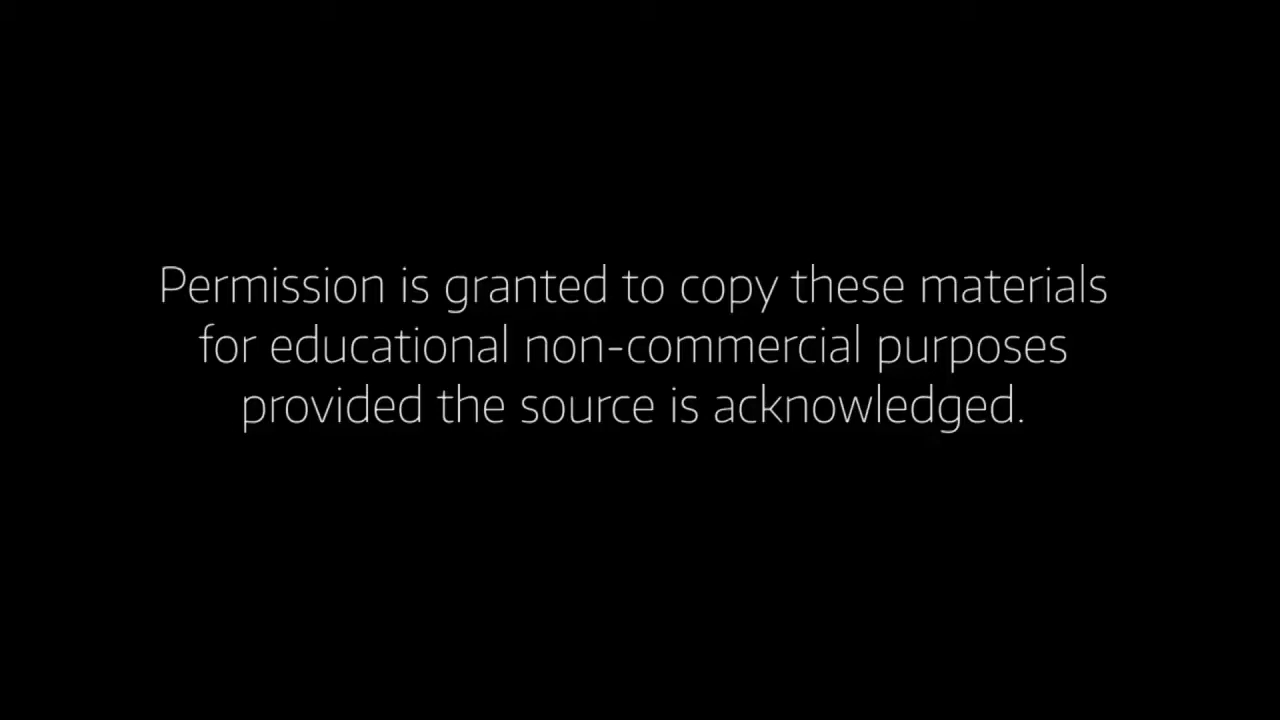 Permission is granted to copy these materials
for educational non-commercial purposes
provided the source is acknowledged.